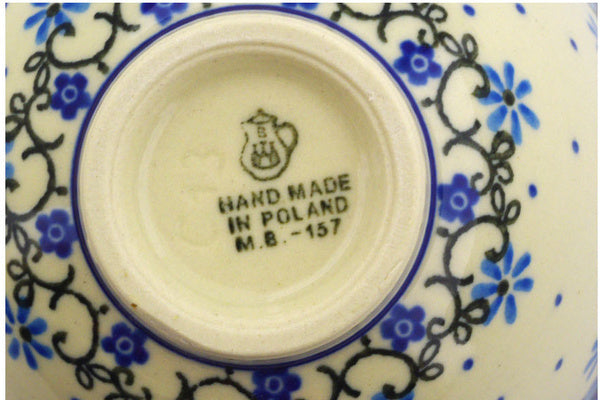 B
HAND MADE
IN POLAND
M.B.-157